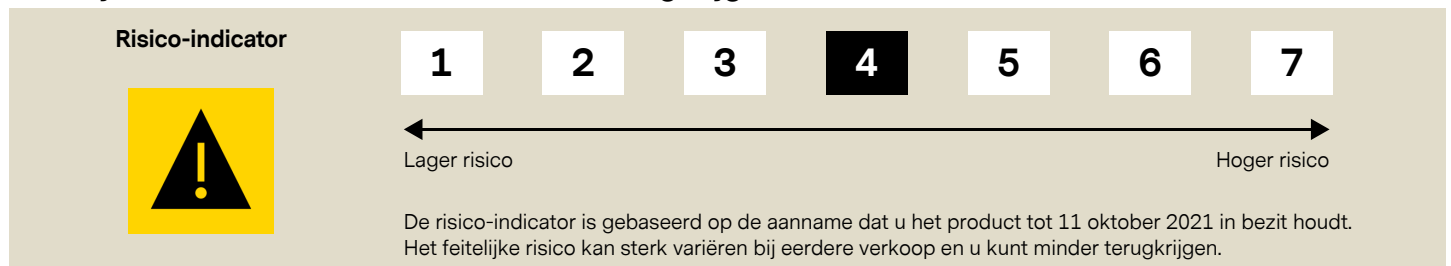 Risico-indicator
1 2 3 4 5 6 7
Lager risico Hoger risico
De risico-indicator is gebaseerd op de aanname dat u het product tot 11 oktober 2021 in bezit houdt.
Het feitelijke risico kan sterk variëren bij eerdere verkoop en u kunt minder terugkrijgen.